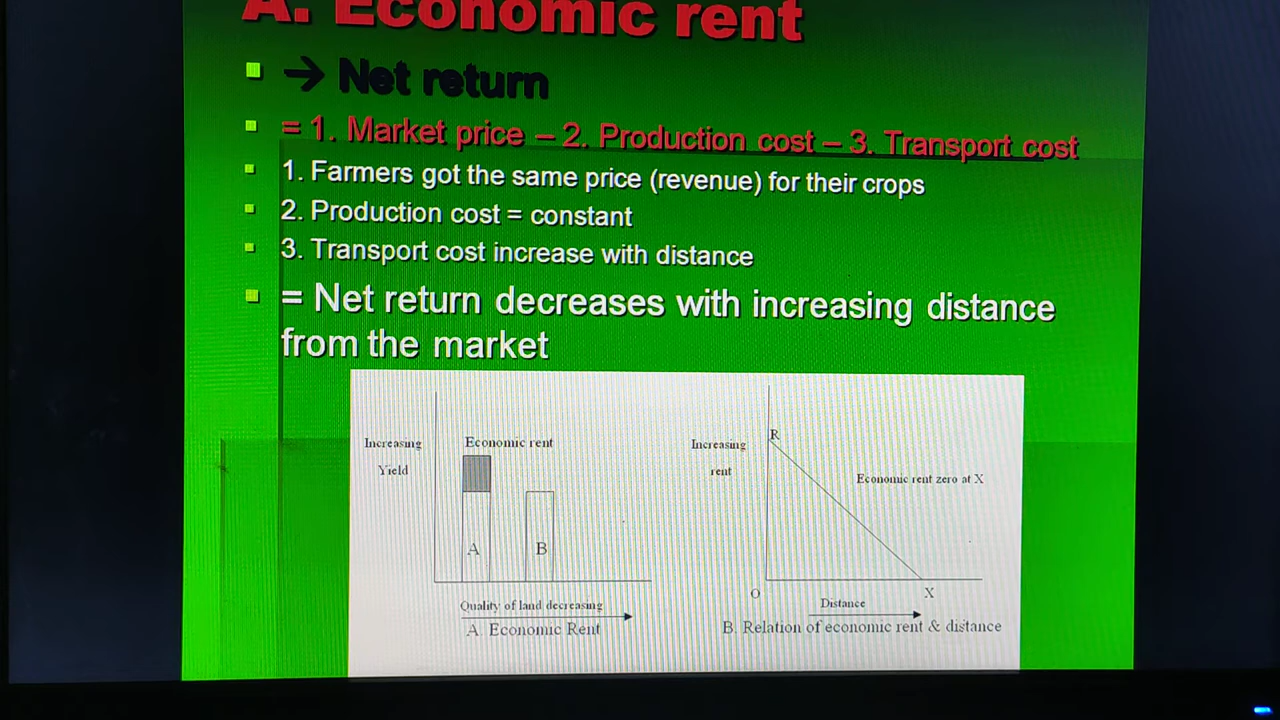 A. Economic rent
→ Net return
= 1. Market price – 2. Production cost – 3. Transport cost
1. Farmers got the same price (revenue) for their crops
2. Production cost = constant
3. Transport cost increase with distance
= Net return decreases with increasing distance
from the market
Increasing
Yield
Economic rent
A
B
Quality of land decreasing
A. Economic Rent
Increasing
rent
R
Economic rent zero at X
O
X
Distance
B. Relation of economic rent & distance